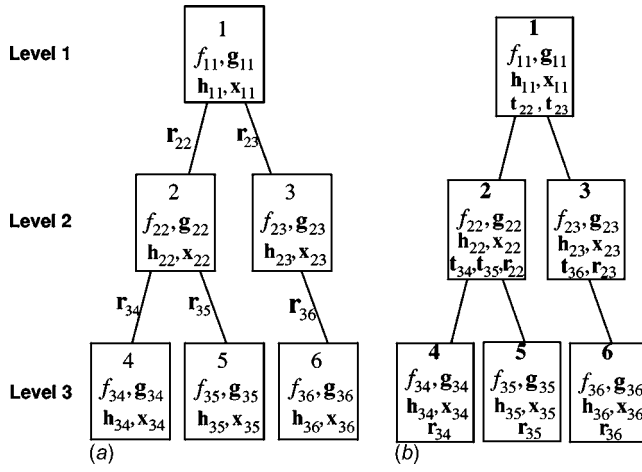 Level 1
1
f₁₁, g₁₁
h₁₁, x₁₁
r₂₂
r₂₃
Level 2
2
f₂₂, g₂₂
h₂₂, x₂₂
3
f₂₃, g₂₃
h₂₃, x₂₃
r₃₄
r₃₅
r₃₆
Level 3
4
f₃₄, g₃₄
h₃₄, x₃₄
5
f₃₅, g₃₅
h₃₅, x₃₅
6
f₃₆, g₃₆
h₃₆, x₃₆
(a)
1
f₁₁, g₁₁
h₁₁, x₁₁
t₂₂, t₂₃
2
f₂₂, g₂₂
h₂₂, x₂₂
t₃₄, t₃₅, r₂₂
3
f₂₃, g₂₃
h₂₃, x₂₃
t₃₆, r₂₃
4
f₃₄, g₃₄
h₃₄, x₃₄
r₃₄
5
f₃₅, g₃₅
h₃₅, x₃₅
r₃₅
6
f₃₆, g₃₆
h₃₆, x₃₆
r₃₆
(b)